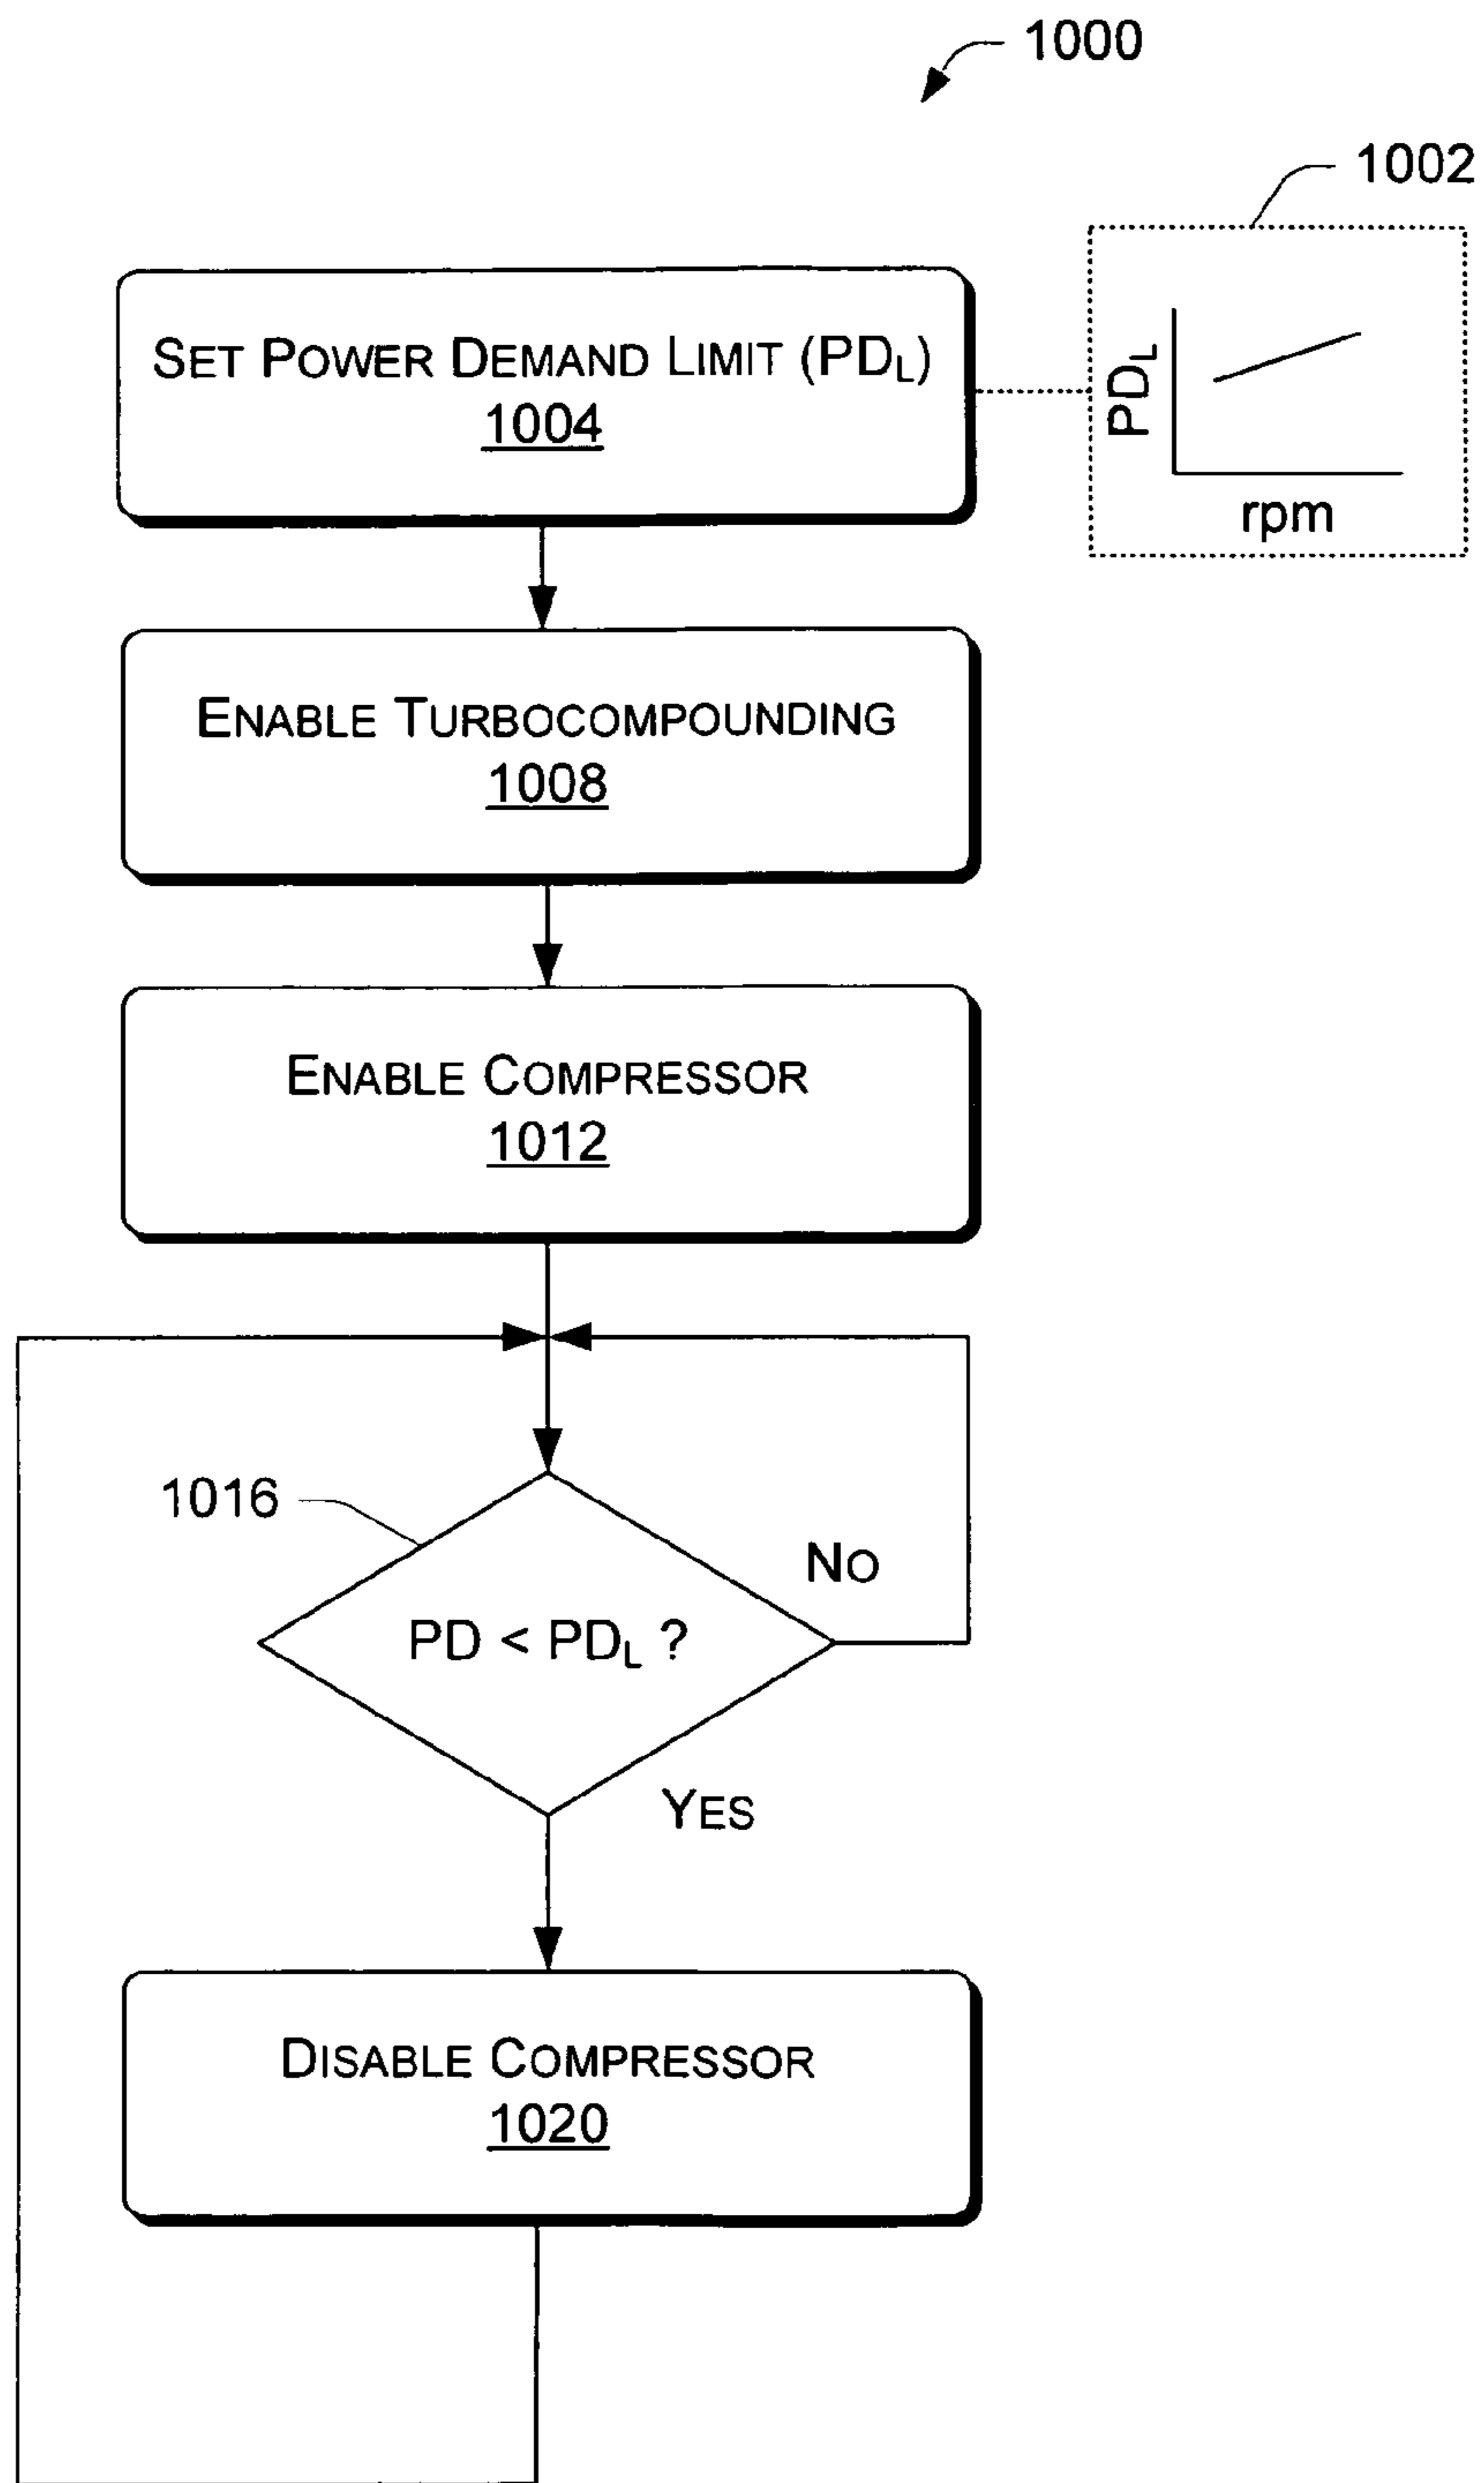 1000
1002
SET POWER DEMAND LIMIT (PDL)
1004
PDL
rpm
ENABLE TURBOCOMPOUNDING
1008
ENABLE COMPRESSOR
1012
1016
NO
PD < PDL ?
YES
DISABLE COMPRESSOR
1020